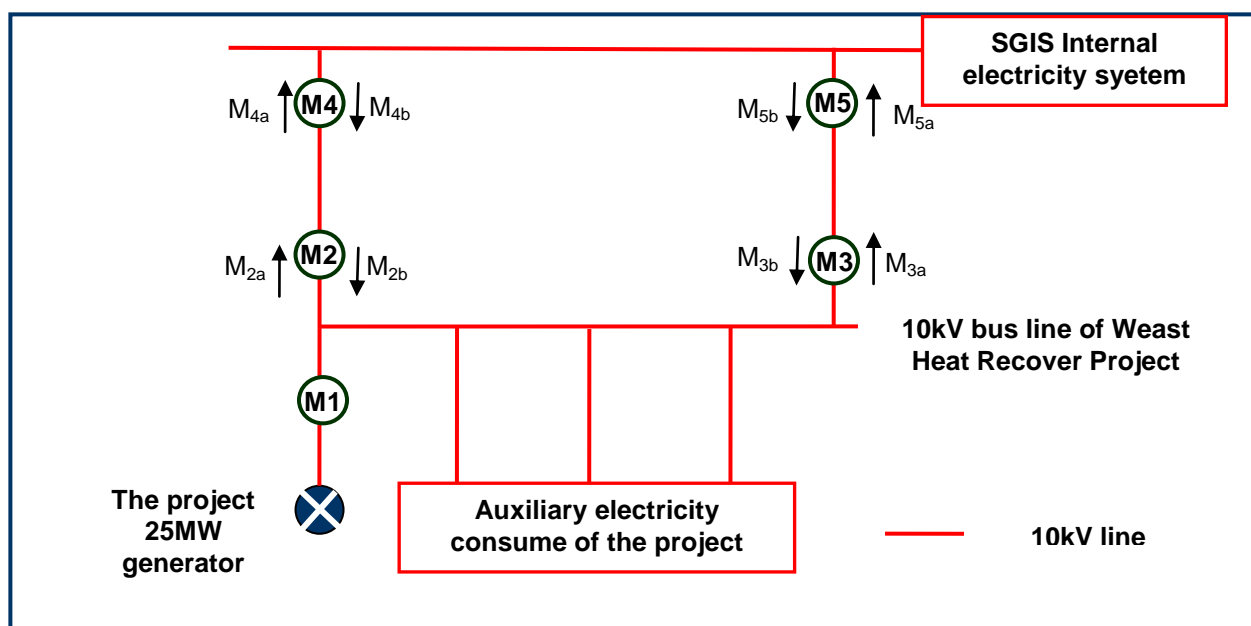 SGIS Internal
electricity syetem
M4a
M4
M4b
M5b
M5
M5a
M2a
M2
M2b
M3b
M3
M3a
10kV bus line of Weast
Heat Recover Project
M1
The project
25MW
generator
Auxiliary electricity
consume of the project
10kV line